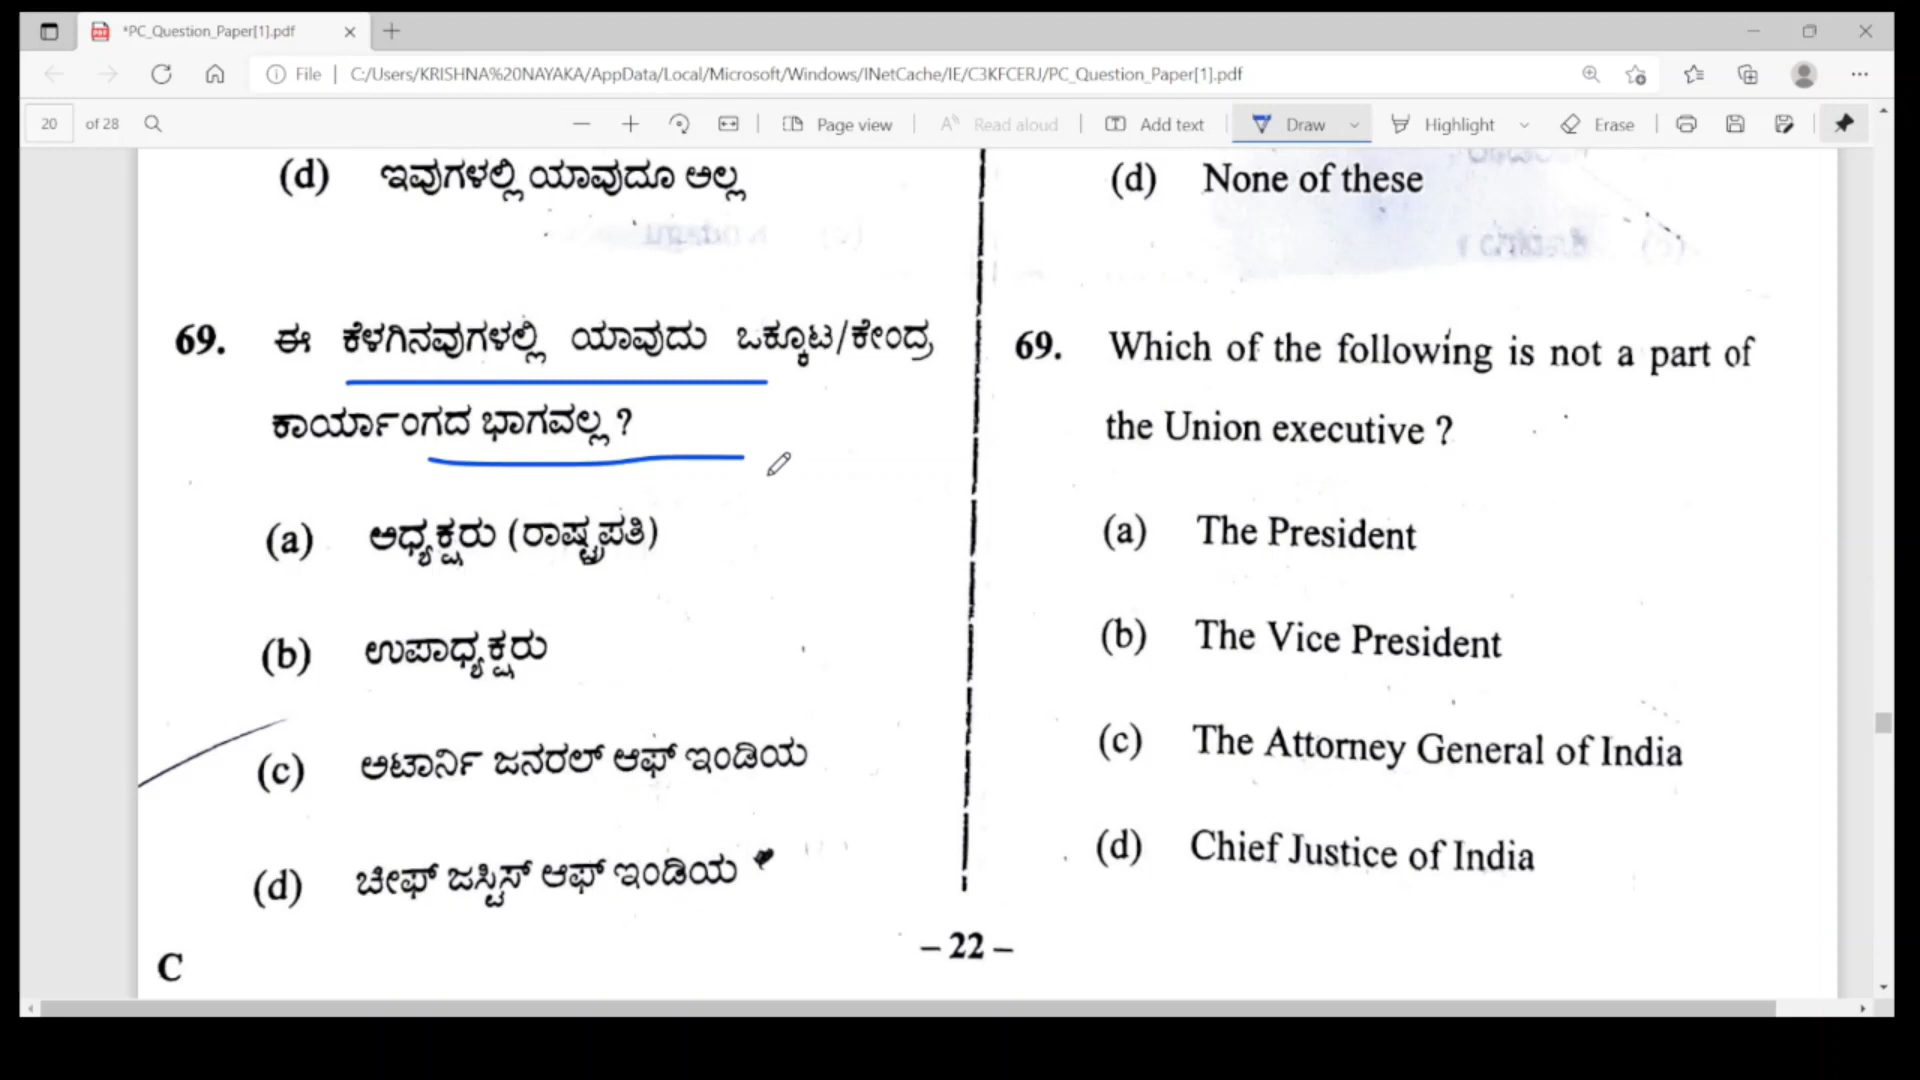 *PC_Question_Paper[1].pdf
File | C:/Users/KRISHNA%20NAYAKA/AppData/Local/Microsoft/Windows/INetCache/IE/C3KFCERJ/PC_Question_Paper[1].pdf
20 of 28 Page view Read aloud Add text Draw Highlight Erase
(d) ಇವುಗಳಲ್ಲಿ ಯಾವುದೂ ಅಲ್ಲ
69. ಈ ಕೆಳಗಿನವುಗಳಲ್ಲಿ ಯಾವುದು ಒಕ್ಕೂಟ/ಕೇಂದ್ರ
ಕಾರ್ಯಾಂಗದ ಭಾಗವಲ್ಲ ?
(a) ಅಧ್ಯಕ್ಷರು (ರಾಷ್ಟ್ರಪತಿ)
(b) ಉಪಾಧ್ಯಕ್ಷರು
(c) ಅಟಾರ್ನಿ ಜನರಲ್ ಆಫ್ ಇಂಡಿಯ
(d) ಚೀಫ್ ಜಸ್ಟಿಸ್ ಆಫ್ ಇಂಡಿಯ
(d) None of these
69. Which of the following is not a part of
the Union executive ?
(a) The President
(b) The Vice President
(c) The Attorney General of India
(d) Chief Justice of India
– 22 –
C